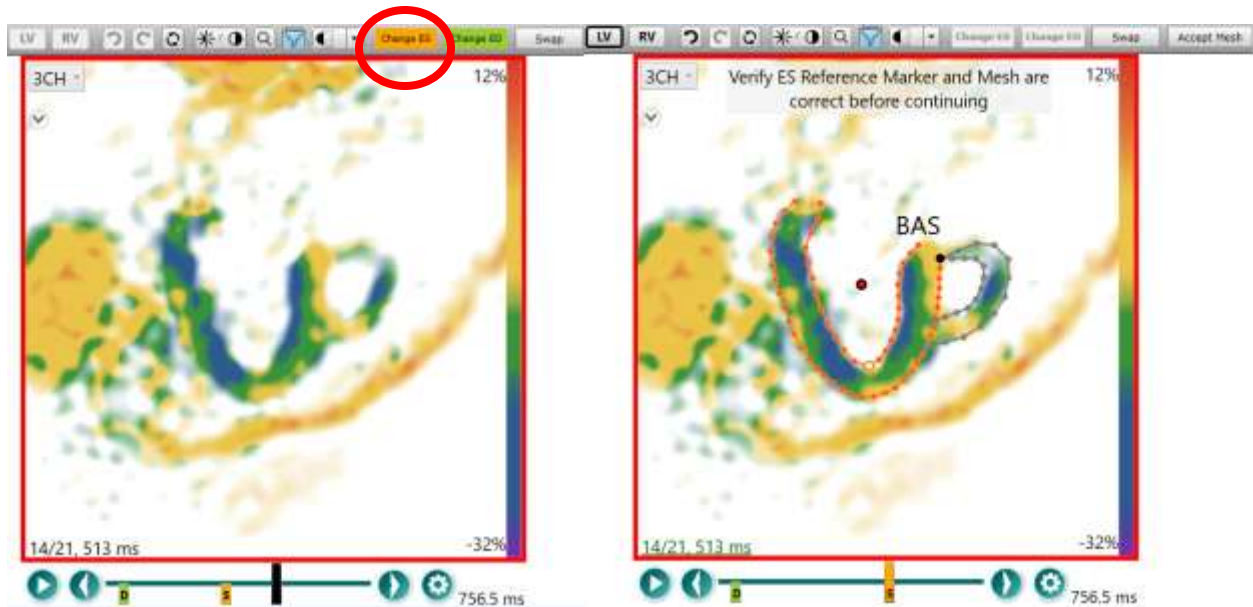 LV RV Change ES Change ED Swap
3CH
12%
14/21, 513 ms
-32%
D S
756.5 ms
LV RV Change ES Change ED Swap Accept Mesh
3CH
Verify ES Reference Marker and Mesh are
correct before continuing
12%
BAS
14/21, 513 ms
-32%
D S
756.5 ms